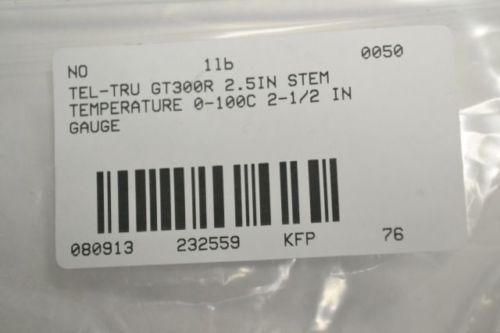 NO 1lb 0050
TEL-TRU GT300R 2.5IN STEM
TEMPERATURE 0-100C 2-1/2 IN
GAUGE
080913 232559 KFP 76